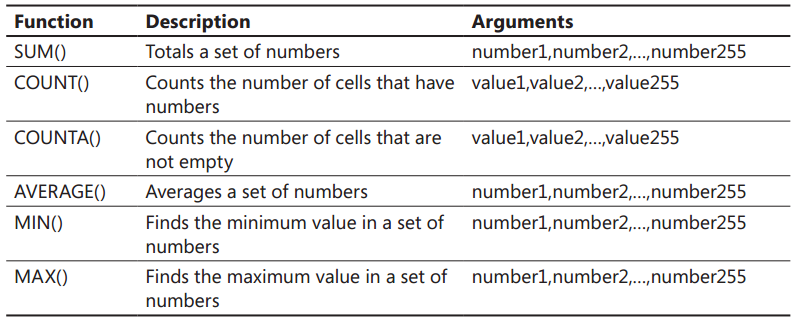 Function Description Arguments
SUM() Totals a set of numbers number1,number2,...,number255
COUNT() Counts the number of cells that have value1,value2,...,value255
numbers
COUNTA() Counts the number of cells that are value1,value2,...,value255
not empty
AVERAGE() Averages a set of numbers number1,number2,...,number255
MIN() Finds the minimum value in a set of number1,number2,...,number255
numbers
MAX() Finds the maximum value in a set of number1,number2,...,number255
numbers